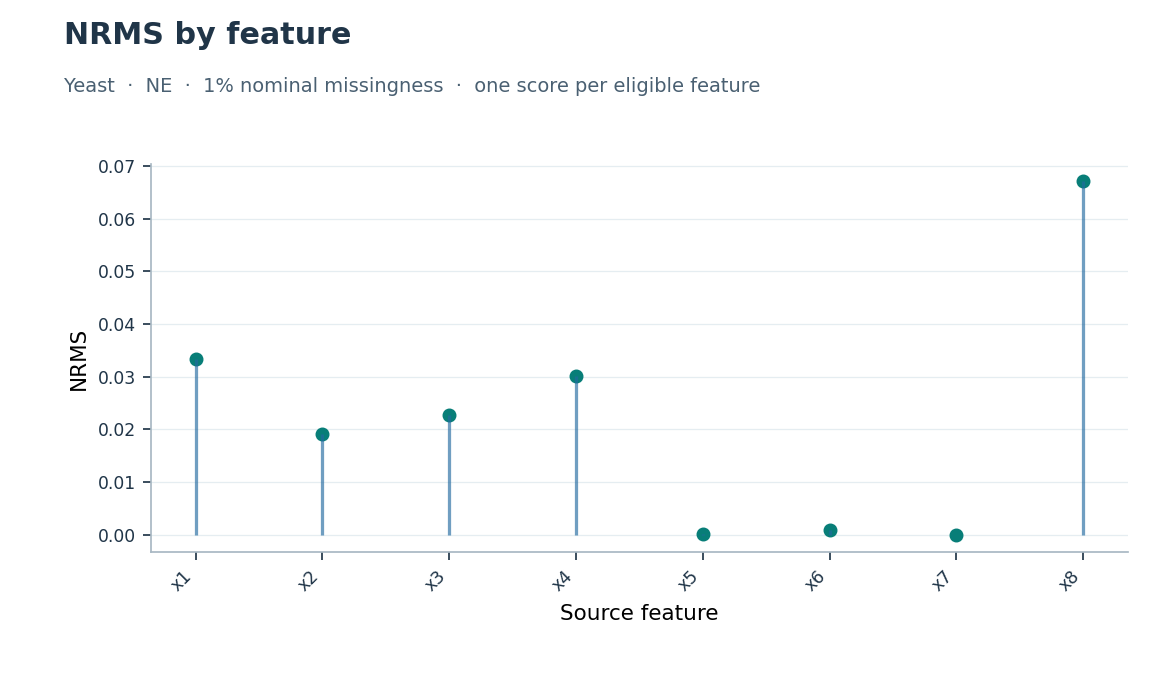 NRMS by feature
Yeast · NE · 1% nominal missingness · one score per eligible feature
0.07
0.06
0.05
0.04
0.03
0.02
0.01
0.00
NRMS
x1 x2 x3 x4 x5 x6 x7 x8
Source feature